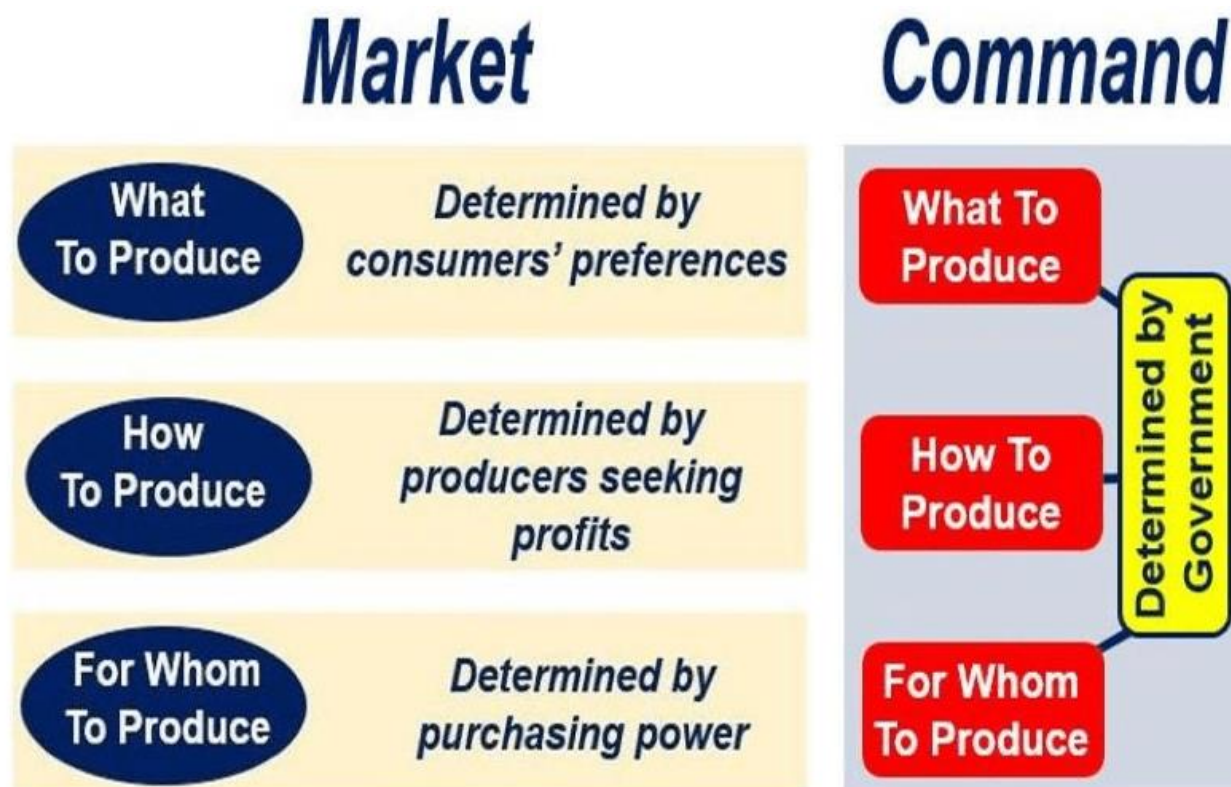 Market
What
To Produce
Determined by
consumers’ preferences
How
To Produce
Determined by
producers seeking
profits
For Whom
To Produce
Determined by
purchasing power
Command
What To
Produce
How To
Produce
For Whom
To Produce
Determined by
Government